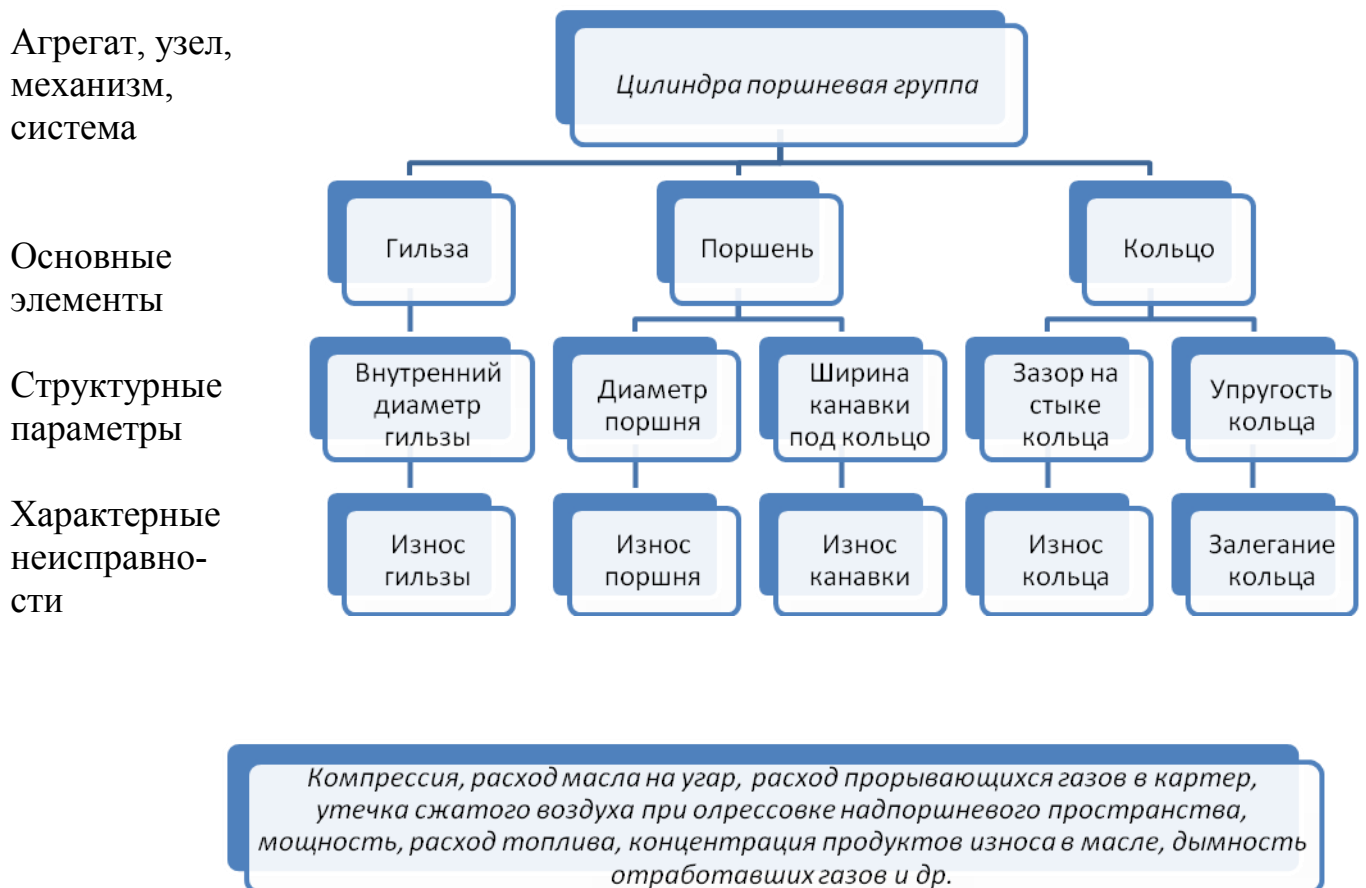 Агрегат, узел,
механизм,
система
Цилиндра поршневая группа
Основные
элементы
Гильза
Поршень
Кольцо
Структурные
параметры
Внутренний
диаметр
гильзы
Диаметр
поршня
Ширина
канавки
под кольцо
Зазор на
стыке
кольца
Упругость
кольца
Характерные
неисправно-
сти
Износ
гильзы
Износ
поршня
Износ
канавки
Износ
кольца
Залегание
кольца
Компрессия, расход масла на угар, расход прорывающихся газов в картер,
утечка сжатого воздуха при олрессовке надпоршневого пространства,
мощность, расход топлива, концентрация продуктов износа в масле, дымность
отработавших газов и др.